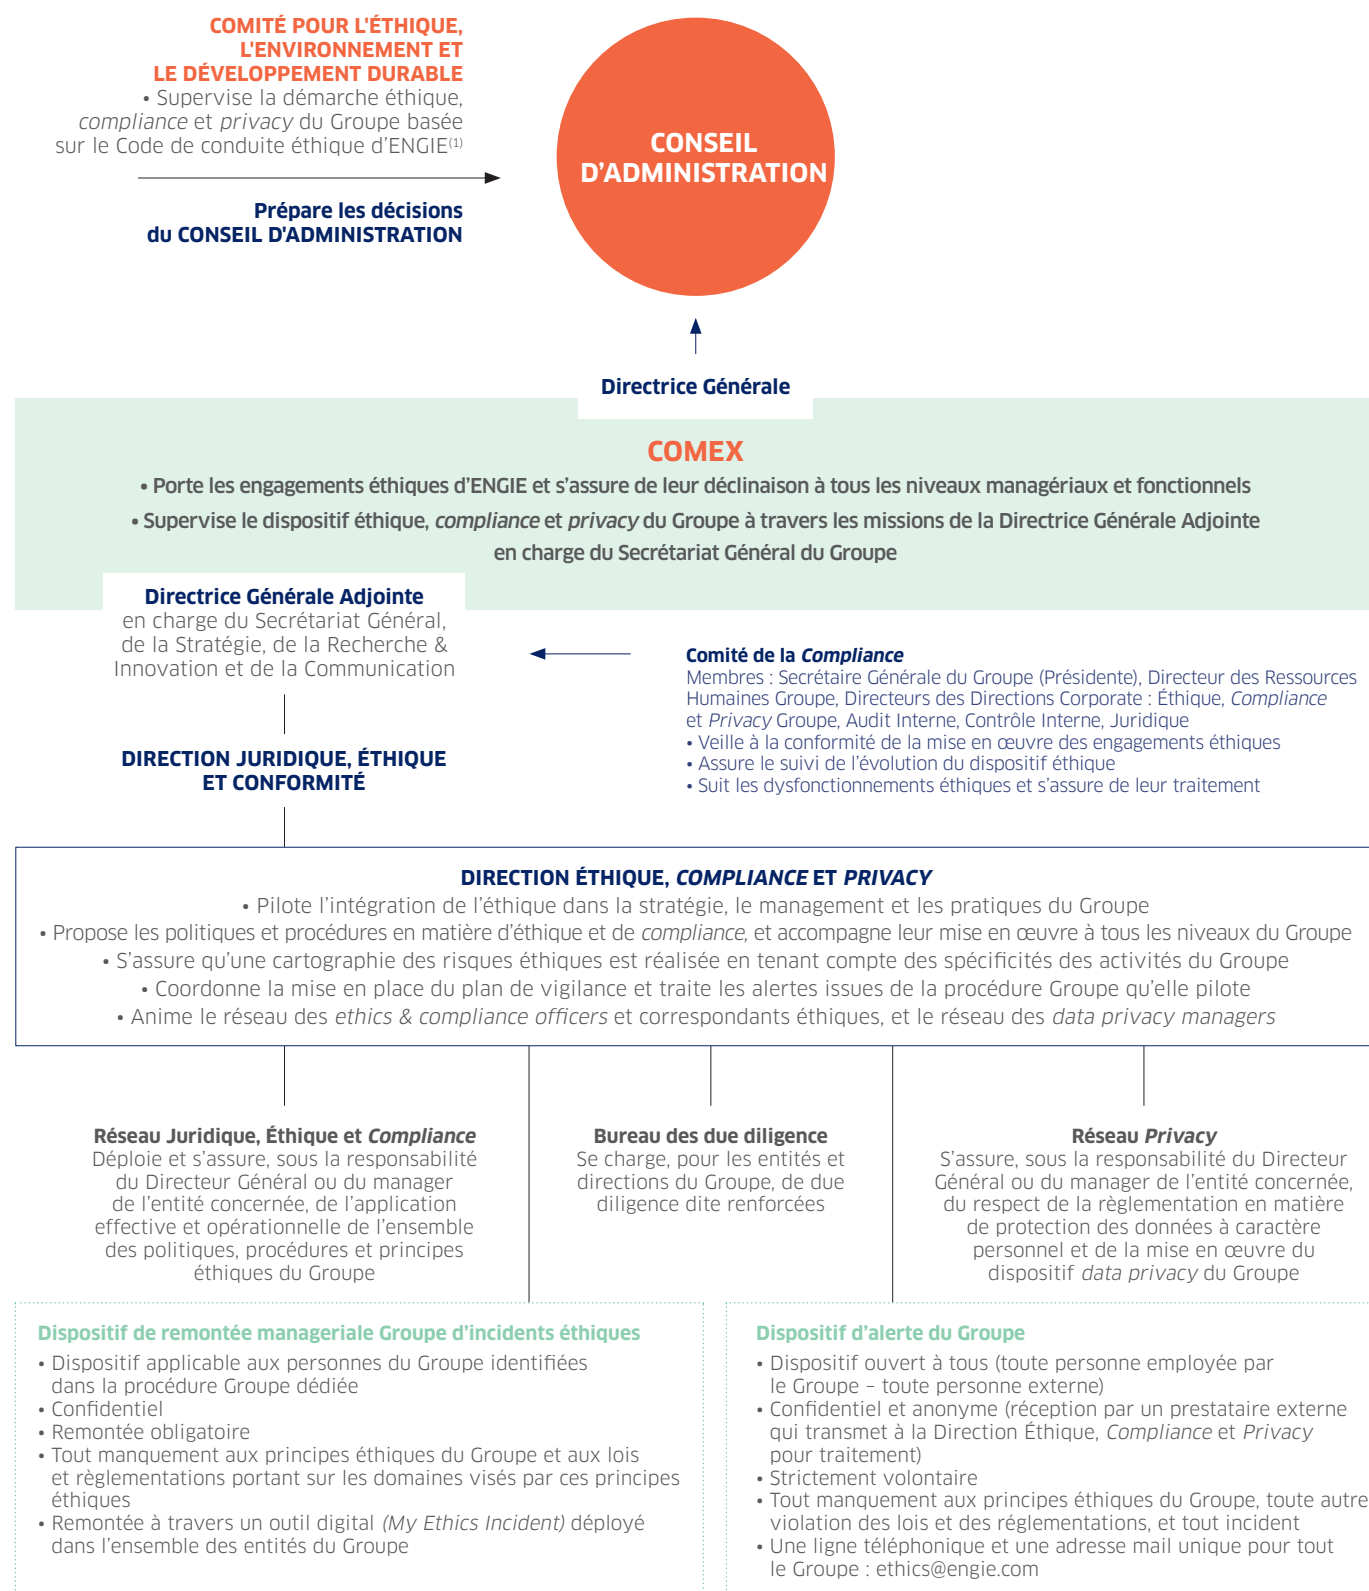 COMITÉ POUR L'ÉTHIQUE,
L'ENVIRONNEMENT ET
LE DÉVELOPPEMENT DURABLE
• Supervise la démarche éthique,
compliance et privacy du Groupe basée
sur le Code de conduite éthique d'ENGIE(1)
Prépare les décisions
du CONSEIL D'ADMINISTRATION
CONSEIL
D'ADMINISTRATION
Directrice Générale
COMEX
• Porte les engagements éthiques d'ENGIE et s'assure de leur déclinaison à tous les niveaux managériaux et fonctionnels
• Supervise le dispositif éthique, compliance et privacy du Groupe à travers les missions de la Directrice Générale Adjointe
en charge du Secrétariat Général du Groupe
Directrice Générale Adjointe
en charge du Secrétariat Général,
de la Stratégie, de la Recherche &
Innovation et de la Communication
Comité de la Compliance
Membres : Secrétaire Générale du Groupe (Présidente), Directeur des Ressources
Humaines Groupe, Directeurs des Directions Corporate : Éthique, Compliance
et Privacy Groupe, Audit Interne, Contrôle Interne, Juridique
• Veille à la conformité de la mise en œuvre des engagements éthiques
• Assure le suivi de l'évolution du dispositif éthique
• Suit les dysfonctionnements éthiques et s'assure de leur traitement
DIRECTION JURIDIQUE, ÉTHIQUE
ET CONFORMITÉ
DIRECTION ÉTHIQUE, COMPLIANCE ET PRIVACY
• Pilote l'intégration de l'éthique dans la stratégie, le management et les pratiques du Groupe
• Propose les politiques et procédures en matière d'éthique et de compliance, et accompagne leur mise en œuvre à tous les niveaux du Groupe
• S'assure qu'une cartographie des risques éthiques est réalisée en tenant compte des spécificités des activités du Groupe
• Coordonne la mise en place du plan de vigilance et traite les alertes issues de la procédure Groupe qu'elle pilote
• Anime le réseau des ethics & compliance officers et correspondants éthiques, et le réseau des data privacy managers
Réseau Juridique, Éthique et Compliance
Déploie et s'assure, sous la responsabilité
du Directeur Général ou du manager
de l'entité concernée, de l'application
effective et opérationnelle de l'ensemble
des politiques, procédures et principes
éthiques du Groupe
Bureau des due diligence
Se charge, pour les entités et
directions du Groupe, de due
diligence dite renforcées
Réseau Privacy
S'assure, sous la responsabilité du Directeur
Général ou du manager de l'entité concernée,
du respect de la règlementation en matière
de protection des données à caractère
personnel et de la mise en œuvre du
dispositif data privacy du Groupe
Dispositif de remontée manageriale Groupe d'incidents éthiques
• Dispositif applicable aux personnes du Groupe identifiées
dans la procédure Groupe dédiée
• Confidentiel
• Remontée obligatoire
• Tout manquement aux principes éthiques du Groupe et aux lois
et règlementations portant sur les domaines visés par ces principes
éthiques
• Remontée à travers un outil digital (My Ethics Incident) déployé
dans l'ensemble des entités du Groupe
Dispositif d'alerte du Groupe
• Dispositif ouvert à tous (toute personne employée par
le Groupe – toute personne externe)
• Confidentiel et anonyme (réception par un prestataire externe
qui transmet à la Direction Éthique, Compliance et Privacy
pour traitement)
• Strictement volontaire
• Tout manquement aux principes éthiques du Groupe, toute autre
violation des lois et des réglementations, et tout incident
• Une ligne téléphonique et une adresse mail unique pour tout
le Groupe : ethics@engie.com